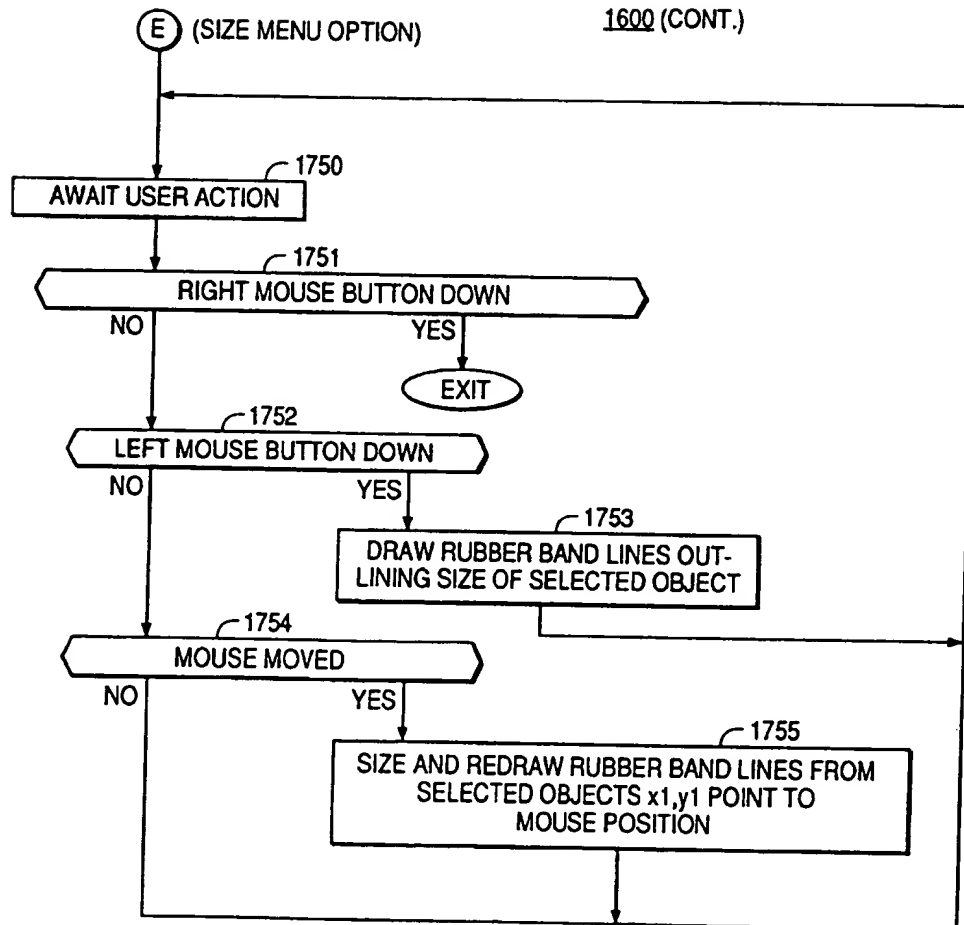 E (SIZE MENU OPTION)
1600 (CONT.)
1750
AWAIT USER ACTION
1751
RIGHT MOUSE BUTTON DOWN
NO
YES
EXIT
1752
LEFT MOUSE BUTTON DOWN
NO
YES
1753
DRAW RUBBER BAND LINES OUT-
LINING SIZE OF SELECTED OBJECT
1754
MOUSE MOVED
NO
YES
1755
SIZE AND REDRAW RUBBER BAND LINES FROM
SELECTED OBJECTS x1,y1 POINT TO
MOUSE POSITION